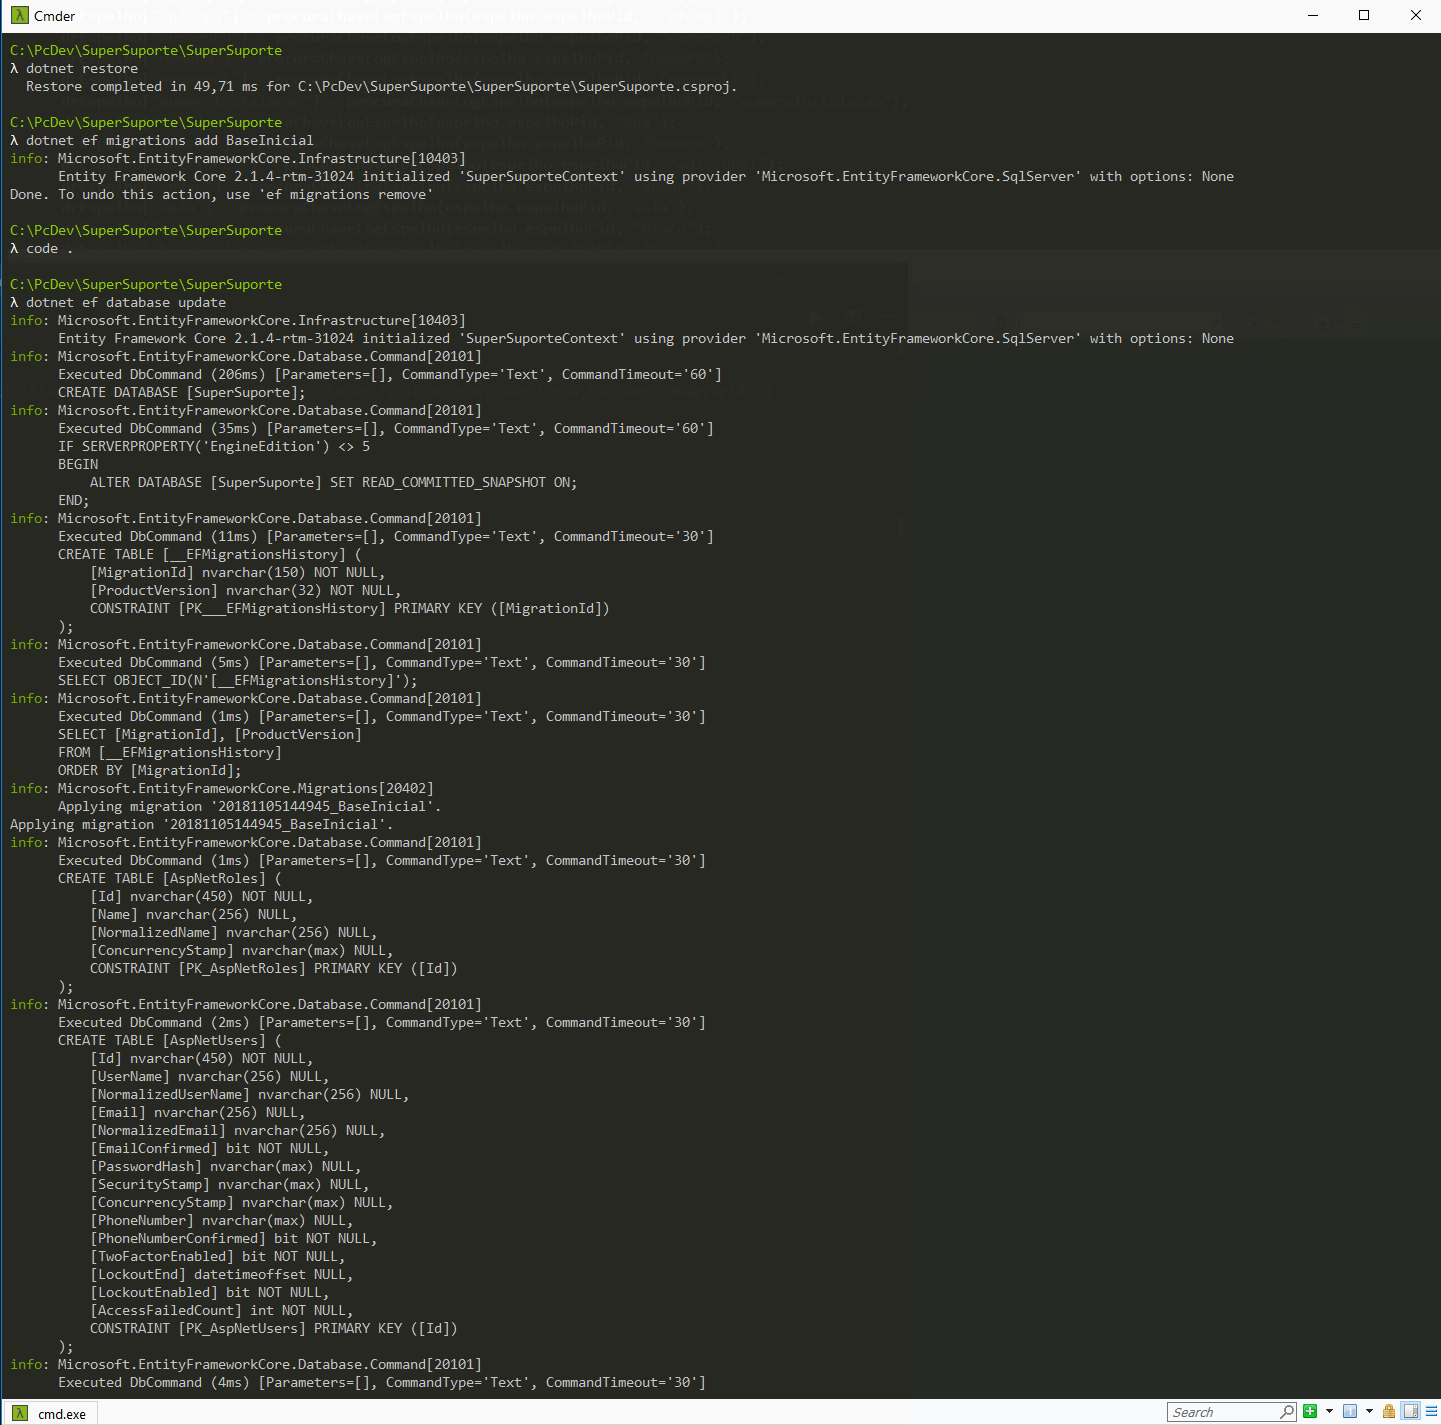 Cmder
C:\PcDev\SuperSuporte\SuperSuporte
λ dotnet restore
  Restore completed in 49,71 ms for C:\PcDev\SuperSuporte\SuperSuporte\SuperSuporte.csproj.
C:\PcDev\SuperSuporte\SuperSuporte
λ dotnet ef migrations add BaseInicial
info: Microsoft.EntityFrameworkCore.Infrastructure[10403]
      Entity Framework Core 2.1.4-rtm-31024 initialized 'SuperSuporteContext' using provider 'Microsoft.EntityFrameworkCore.SqlServer' with options: None
Done. To undo this action, use 'ef migrations remove'
C:\PcDev\SuperSuporte\SuperSuporte
λ code .
C:\PcDev\SuperSuporte\SuperSuporte
λ dotnet ef database update
info: Microsoft.EntityFrameworkCore.Infrastructure[10403]
      Entity Framework Core 2.1.4-rtm-31024 initialized 'SuperSuporteContext' using provider 'Microsoft.EntityFrameworkCore.SqlServer' with options: None
info: Microsoft.EntityFrameworkCore.Database.Command[20101]
      Executed DbCommand (206ms) [Parameters=[], CommandType='Text', CommandTimeout='60']
      CREATE DATABASE [SuperSuporte];
info: Microsoft.EntityFrameworkCore.Database.Command[20101]
      Executed DbCommand (35ms) [Parameters=[], CommandType='Text', CommandTimeout='60']
      IF SERVERPROPERTY('EngineEdition') <> 5
      BEGIN
          ALTER DATABASE [SuperSuporte] SET READ_COMMITTED_SNAPSHOT ON;
      END;
info: Microsoft.EntityFrameworkCore.Database.Command[20101]
      Executed DbCommand (11ms) [Parameters=[], CommandType='Text', CommandTimeout='30']
      CREATE TABLE [__EFMigrationsHistory] (
          [MigrationId] nvarchar(150) NOT NULL,
          [ProductVersion] nvarchar(32) NOT NULL,
          CONSTRAINT [PK___EFMigrationsHistory] PRIMARY KEY ([MigrationId])
      );
info: Microsoft.EntityFrameworkCore.Database.Command[20101]
      Executed DbCommand (5ms) [Parameters=[], CommandType='Text', CommandTimeout='30']
      SELECT OBJECT_ID(N'[__EFMigrationsHistory]');
info: Microsoft.EntityFrameworkCore.Database.Command[20101]
      Executed DbCommand (1ms) [Parameters=[], CommandType='Text', CommandTimeout='30']
      SELECT [MigrationId], [ProductVersion]
      FROM [__EFMigrationsHistory]
      ORDER BY [MigrationId];
info: Microsoft.EntityFrameworkCore.Migrations[20402]
      Applying migration '20181105144945_BaseInicial'.
Applying migration '20181105144945_BaseInicial'.
info: Microsoft.EntityFrameworkCore.Database.Command[20101]
      Executed DbCommand (1ms) [Parameters=[], CommandType='Text', CommandTimeout='30']
      CREATE TABLE [AspNetRoles] (
          [Id] nvarchar(450) NOT NULL,
          [Name] nvarchar(256) NULL,
          [NormalizedName] nvarchar(256) NULL,
          [ConcurrencyStamp] nvarchar(max) NULL,
          CONSTRAINT [PK_AspNetRoles] PRIMARY KEY ([Id])
      );
info: Microsoft.EntityFrameworkCore.Database.Command[20101]
      Executed DbCommand (2ms) [Parameters=[], CommandType='Text', CommandTimeout='30']
      CREATE TABLE [AspNetUsers] (
          [Id] nvarchar(450) NOT NULL,
          [UserName] nvarchar(256) NULL,
          [NormalizedUserName] nvarchar(256) NULL,
          [Email] nvarchar(256) NULL,
          [NormalizedEmail] nvarchar(256) NULL,
          [EmailConfirmed] bit NOT NULL,
          [PasswordHash] nvarchar(max) NULL,
          [SecurityStamp] nvarchar(max) NULL,
          [ConcurrencyStamp] nvarchar(max) NULL,
          [PhoneNumber] nvarchar(max) NULL,
          [PhoneNumberConfirmed] bit NOT NULL,
          [TwoFactorEnabled] bit NOT NULL,
          [LockoutEnd] datetimeoffset NULL,
          [LockoutEnabled] bit NOT NULL,
          [AccessFailedCount] int NOT NULL,
          CONSTRAINT [PK_AspNetUsers] PRIMARY KEY ([Id])
      );
info: Microsoft.EntityFrameworkCore.Database.Command[20101]
      Executed DbCommand (4ms) [Parameters=[], CommandType='Text', CommandTimeout='30']
cmd.exe
Search